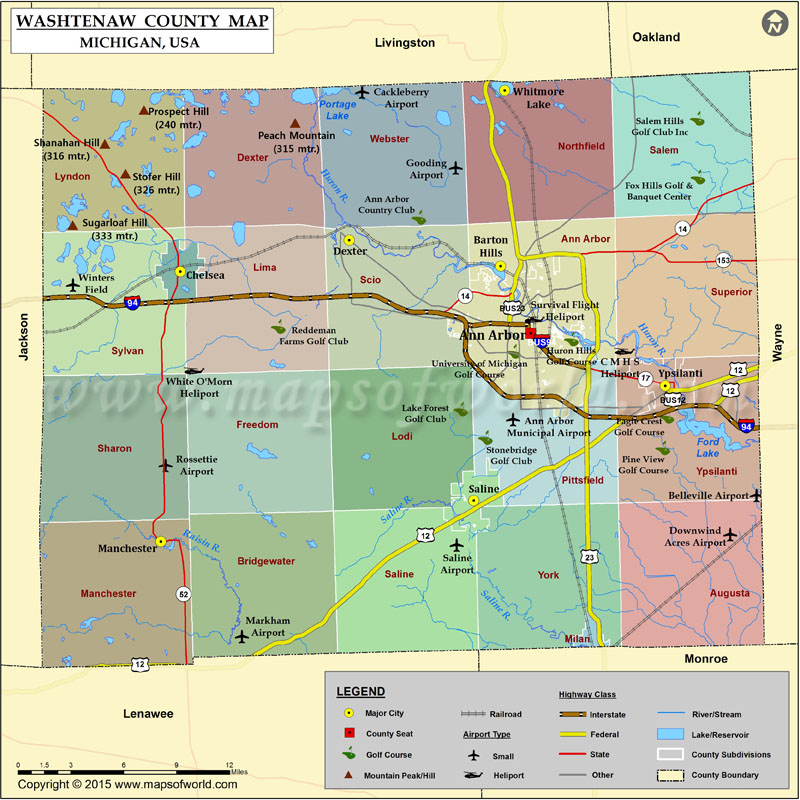 WASHTENAW COUNTY MAP
MICHIGAN, USA
Livingston
Oakland
Prospect Hill
(240 mtr.)
Shanahan Hill
(316 mtr.)
Stofer Hill
(326 mtr.)
Lyndon
Sugarloaf Hill
(333 mtr.)
Peach Mountain
(315 mtr.)
Dexter
Portage
Lake
Huron R.
Cackleberry
Airport
Webster
Gooding
Airport
Ann Arbor
Country Club
Whitmore
Lake
Northfield
Salem Hills
Golf Club Inc
Salem
Fox Hills Golf &
Banquet Center
14
153
Winters
Field
Chelsea
Lima
Dexter
Scio
Barton
Hills
Ann Arbor
Superior
94
14
BUS23
Survival Flight
Heliport
Ann Arbor
US9
Huron Hills
Golf Course
Huron R.
CMHS
Heliport
Jackson
Wayne
Sylvan
Reddeman
Farms Golf Club
University of Michigan
Golf Course
17
Ypsilanti
12
12
BUS12
White O'Morn
Heliport
www.mapsofworld.com
Sharon
Freedom
Lodi
Lake Forest
Golf Club
Ann Arbor
Municipal Airport
Eagle Crest
Golf Course
94
Ford
Lake
Stonebridge
Golf Club
Pine View
Golf Course
Pittsfield
Ypsilanti
Rossettie
Airport
Saline
Belleville Airport
Saline R.
Manchester
Raisin R.
12
Bridgewater
Saline
Airport
23
Downwind
Acres Airport
Manchester
52
Saline
York
Augusta
Saline R.
Markham
Airport
Milan
12
Lenawee
Monroe
LEGEND
Major City
County Seat
Golf Course
Mountain Peak/Hill
Railroad
Airport Type
Small
Heliport
Highway Class
Interstate
Federal
State
Other
River/Stream
Lake/Reservoir
County Subdivisions
County Boundary
0 1.5 3 6 9 12
Miles
Copyright © 2015 www.mapsofworld.com